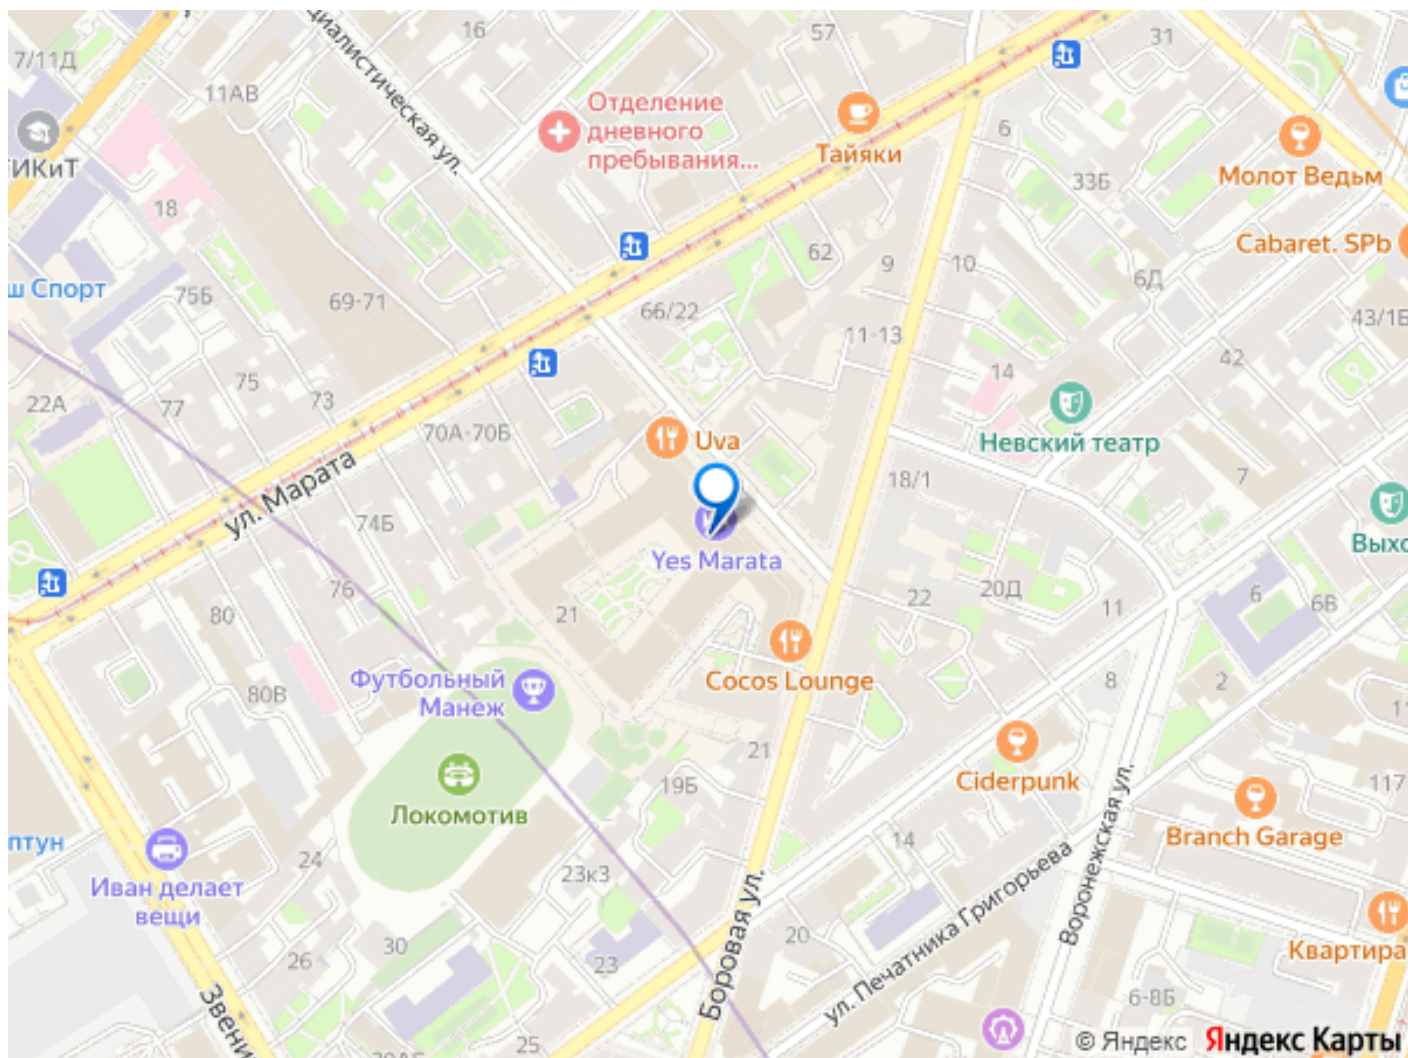 16
57
31
7/11Д
11АВ
циалистическая ул.
Отделение
дневного
пребывания...
Тайяки
6
Молот Ведьм
ИКиТ
33Б
18
Cabaret. SPb
62
9
10
6Д
ш Спорт
75Б
69-71
66/22
11-13
43/1Б
42
75
73
14
22А
77
70А-70Б
Uva
Невский театр
ул. Марата
18/1
7
74Б
Yes Marata
Выхо
76
20Д
22
11
6
6В
80
21
Футбольный
Манеж
80В
Cocos Lounge
8
2
21
19Б
Ciderpunk
117
Локомотив
птун
Branch Garage
24
14
Воронежская ул.
Иван делает
вещи
23к3
Боровая ул.
ул. Печатника Григорьева
30
26
23
20
Квартира
Звени
6-8Б
25
© Яндекс Яндекс Карты